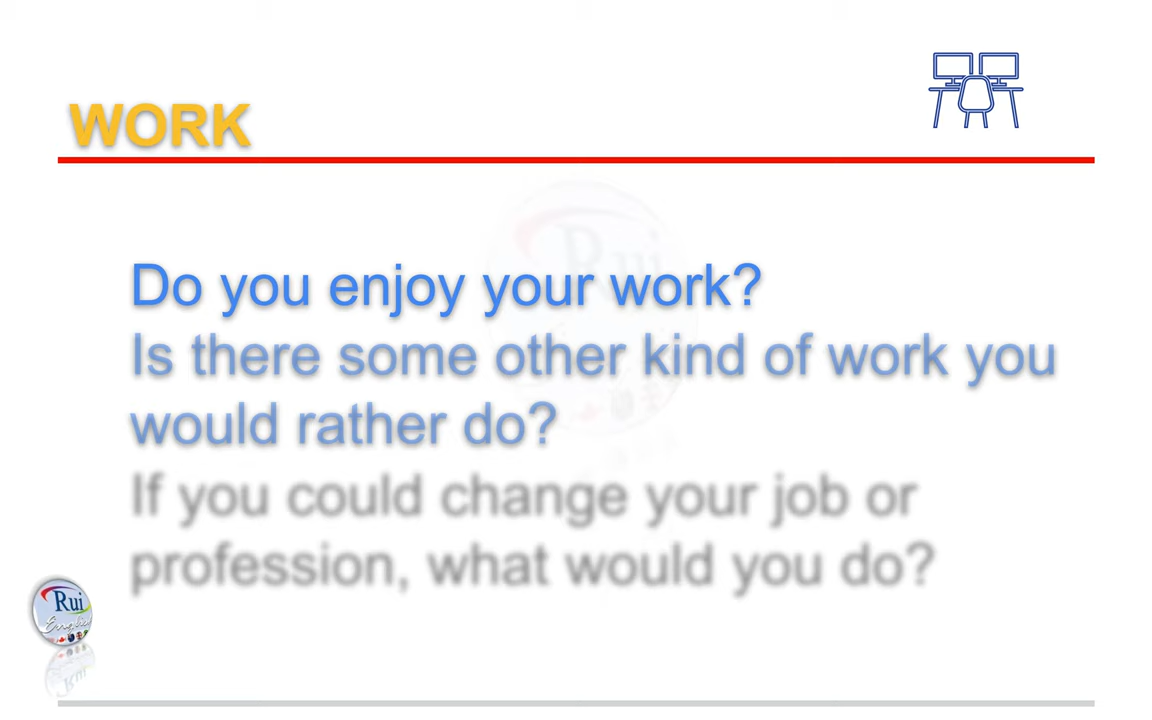 WORK
Do you enjoy your work?
Is there some other kind of work you
would rather do?
If you could change your job or
profession, what would you do?
Rui
English